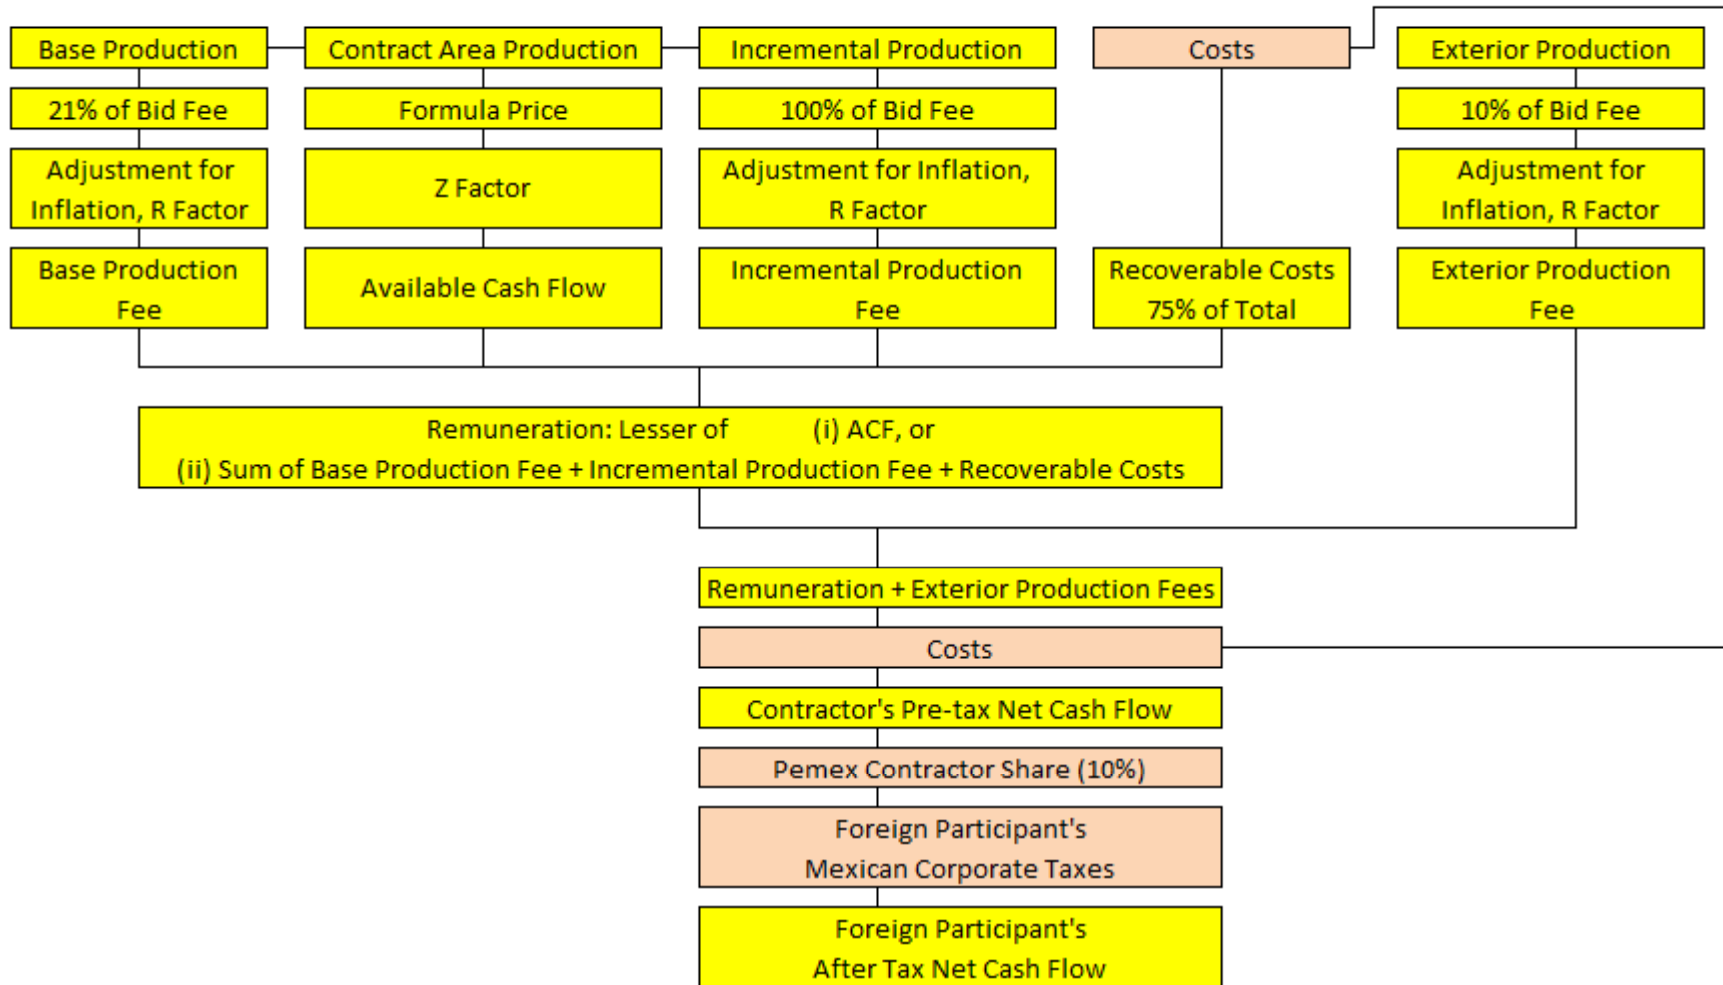 Base Production
Contract Area Production
Incremental Production
Costs
Exterior Production
21% of Bid Fee
Formula Price
100% of Bid Fee
10% of Bid Fee
Adjustment for
Inflation, R Factor
Z Factor
Adjustment for Inflation,
R Factor
Adjustment for
Inflation, R Factor
Base Production
Fee
Available Cash Flow
Incremental Production
Fee
Recoverable Costs
75% of Total
Exterior Production
Fee
Remuneration: Lesser of (i) ACF, or
(ii) Sum of Base Production Fee + Incremental Production Fee + Recoverable Costs
Remuneration + Exterior Production Fees
Costs
Contractor's Pre-tax Net Cash Flow
Pemex Contractor Share (10%)
Foreign Participant's
Mexican Corporate Taxes
Foreign Participant's
After Tax Net Cash Flow